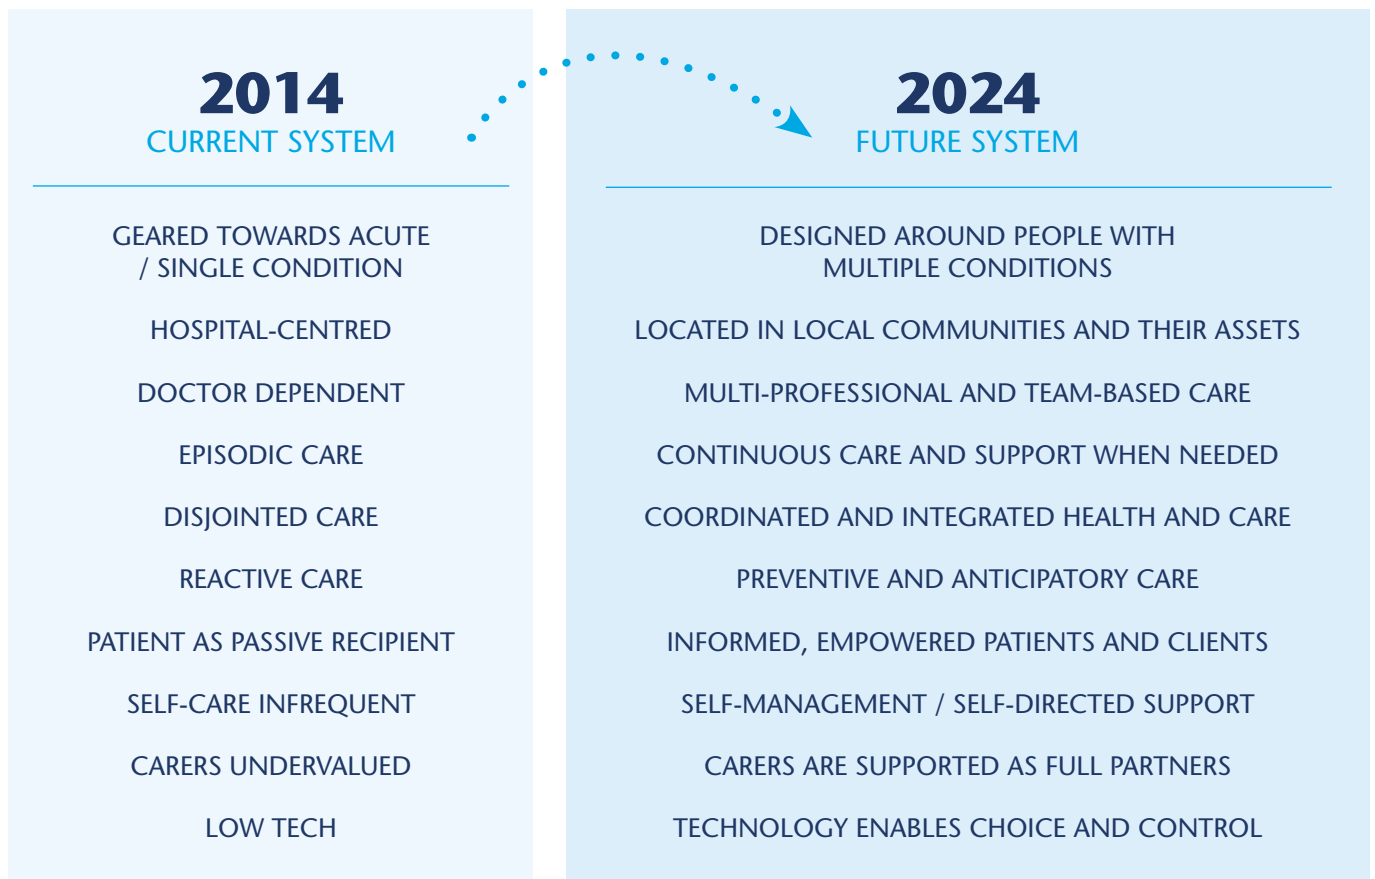 2014
CURRENT SYSTEM
GEARED TOWARDS ACUTE
/ SINGLE CONDITION
HOSPITAL-CENTRED
DOCTOR DEPENDENT
EPISODIC CARE
DISJOINTED CARE
REACTIVE CARE
PATIENT AS PASSIVE RECIPIENT
SELF-CARE INFREQUENT
CARERS UNDERVALUED
LOW TECH
2024
FUTURE SYSTEM
DESIGNED AROUND PEOPLE WITH
MULTIPLE CONDITIONS
LOCATED IN LOCAL COMMUNITIES AND THEIR ASSETS
MULTI-PROFESSIONAL AND TEAM-BASED CARE
CONTINUOUS CARE AND SUPPORT WHEN NEEDED
COORDINATED AND INTEGRATED HEALTH AND CARE
PREVENTIVE AND ANTICIPATORY CARE
INFORMED, EMPOWERED PATIENTS AND CLIENTS
SELF-MANAGEMENT / SELF-DIRECTED SUPPORT
CARERS ARE SUPPORTED AS FULL PARTNERS
TECHNOLOGY ENABLES CHOICE AND CONTROL